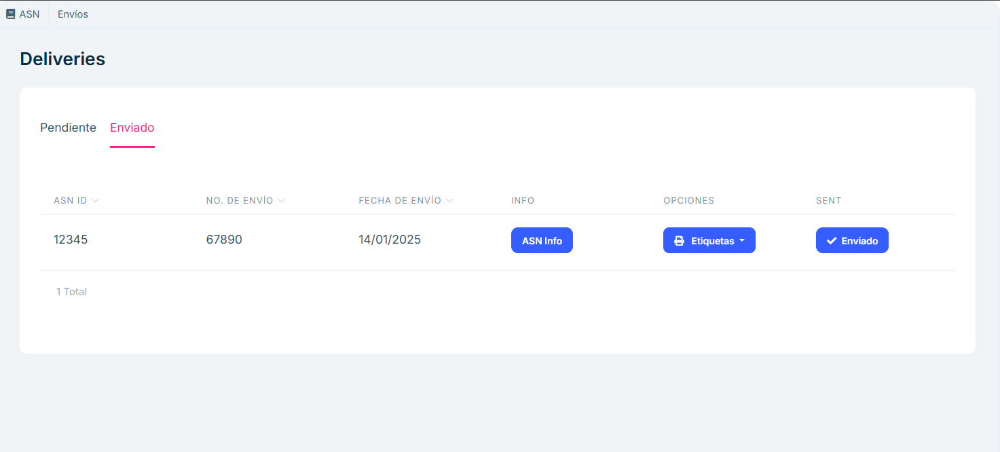 ASN Envíos
Deliveries
Pendiente Enviado
ASN ID NO. DE ENVÍO FECHA DE ENVÍO INFO OPCIONES SENT
12345 67890 14/01/2025 ASN Info Etiquetas Enviado
1 Total